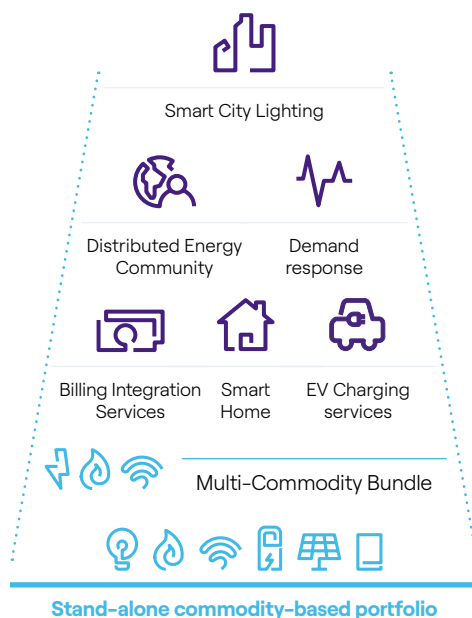 Smart City Lighting
Distributed Energy
Community
Demand
response
Billing Integration
Services
Smart
Home
EV Charging
services
Multi-Commodity Bundle
Stand-alone commodity-based portfolio